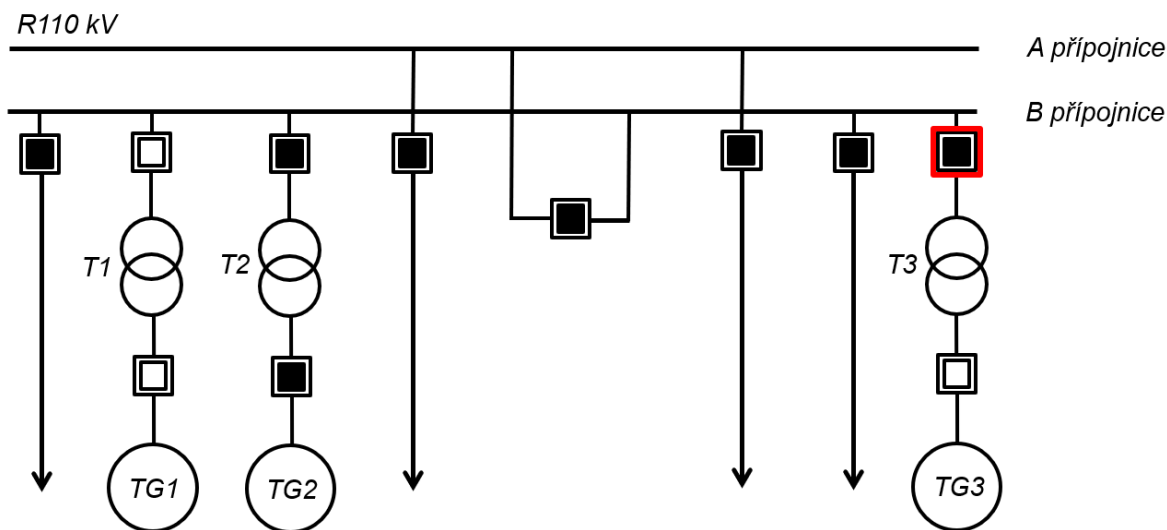 R110 kV
A přípojnice
B přípojnice
T1
T2
T3
TG1
TG2
TG3